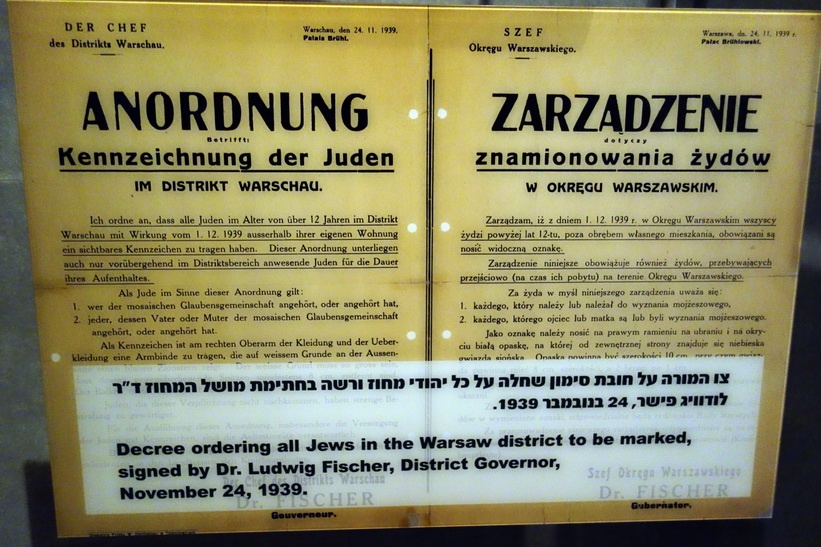 DER CHEF
des Distrikts Warschau.
Warschau, den 24. 11. 1939.
Palais Brühl.
ANORDNUNG
Betrifft:
Kennzeichnung der Juden
IM DISTRIKT WARSCHAU.
Ich ordne an, dass alle Juden im Alter von über 12 Jahren im Distrikt
Warschau mit Wirkung vom 1. 12. 1939 ausserhalb ihrer eigenen Wohnung
ein sichtbares Kennzeichen zu tragen haben. Dieser Anordnung unterliegen
auch nur vorübergehend im Distriktsbereich anwesende Juden für die Dauer
ihres Aufenthaltes.
Als Jude im Sinne dieser Anordnung gilt:
1. wer der mosaischen Glaubensgemeinschaft angehört, oder angehört hat,
2. jeder, dessen Vater oder Muter der mosaischen Glaubensgemeinschaft
angehört, oder angehört hat.
Als Kennzeichen ist am rechten Oberarm der Kleidung und der Ueber-
kleidung eine Armbinde zu tragen, die auf weissem Grunde an der Aussen-
SZEF
Okręgu Warszawskiego.
Warszawa, dn. 24. 11. 1939 r.
Pałac Brühlowski.
ZARZĄDZENIE
dotyczy
znamionowania żydów
W OKRĘGU WARSZAWSKIM.
Zarządzam, iż z dniem 1. 12. 1939 r. w Okręgu Warszawskim wszyscy
żydzi powyżej lat 12-tu, poza obrębem własnego mieszkania, obowiązani są
nosić widoczną oznakę.
Zarządzenie niniejsze obowiązuje również żydów, przebywających
przejściowo (na czas ich pobytu) na terenie Okręgu Warszawskiego.
Za żyda w myśl niniejszego zarządzenia uważa się:
1. każdego, który należy lub należał do wyznania mojżeszowego,
2. każdego, którego ojciec lub matka są lub byli wyznania mojżeszowego.
Jako oznakę należy nosić na prawym ramieniu na ubraniu i na okry-
ciu białą opaskę, na której od zewnętrznej strony znajduje się niebieska
gwiazda sjońska. Opaska powinna być szerokości 10 cm.
צו המורה על חובת סימון שחלה על כל יהודי מחוז ורשה בחתימת מושל המחוז ד"ר
לודוויג פישר, 24 בנובמבר 1939.
Decree ordering all Jews in the Warsaw district to be marked,
signed by Dr. Ludwig Fischer, District Governor,
November 24, 1939.
Der Chef des Distrikts Warschau
Dr. FISCHER
Gouverneur.
Szef Okręgu Warszawskiego
Dr. FISCHER
Gubernator.